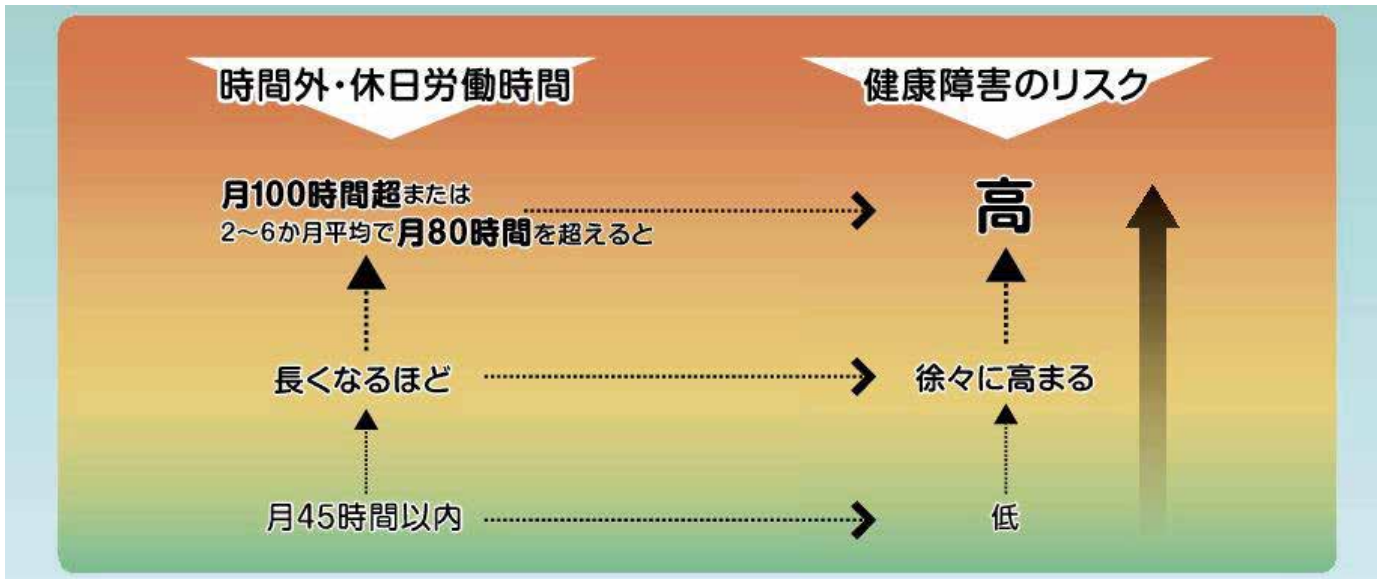 時間外・休日労働時間
健康障害のリスク
月100時間超または
2〜6か月平均で月80時間を超えると
高
長くなるほど
徐々に高まる
月45時間以内
低